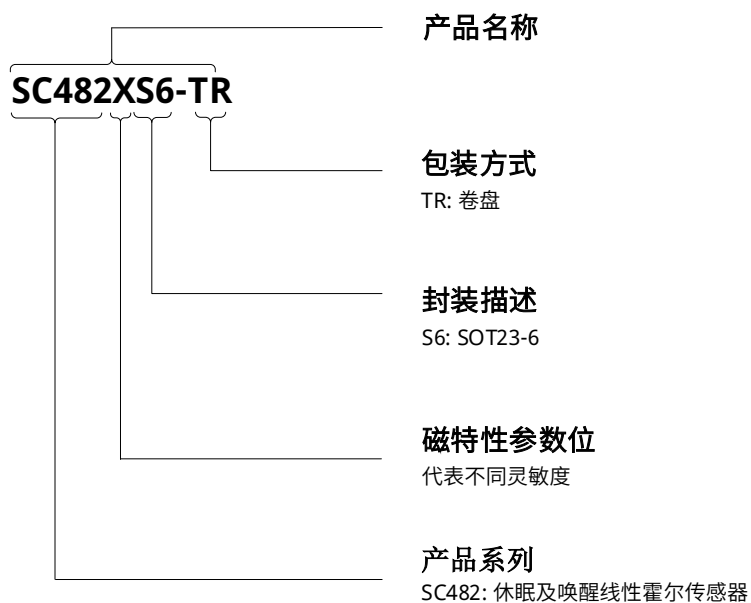 产品名称
SC482XS6-TR
包装方式
TR: 卷盘
封装描述
S6: SOT23-6
磁特性参数位
代表不同灵敏度
产品系列
SC482: 休眠及唤醒线性霍尔传感器